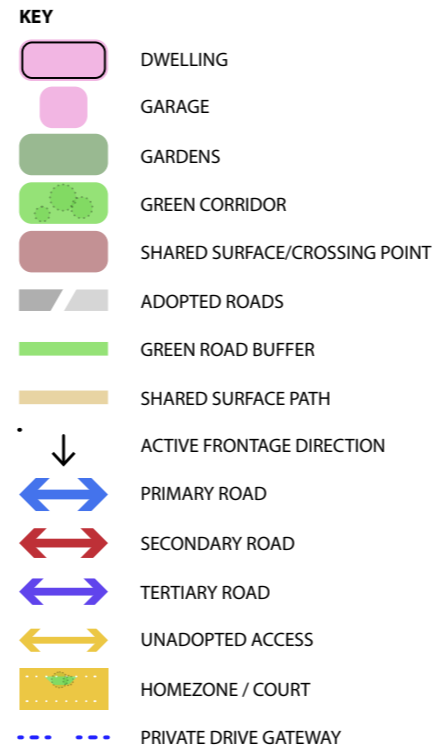 KEY
DWELLING
GARAGE
GARDENS
GREEN CORRIDOR
SHARED SURFACE/CROSSING POINT
ADOPTED ROADS
GREEN ROAD BUFFER
SHARED SURFACE PATH
ACTIVE FRONTAGE DIRECTION
PRIMARY ROAD
SECONDARY ROAD
TERTIARY ROAD
UNADOPTED ACCESS
HOMEZONE / COURT
PRIVATE DRIVE GATEWAY